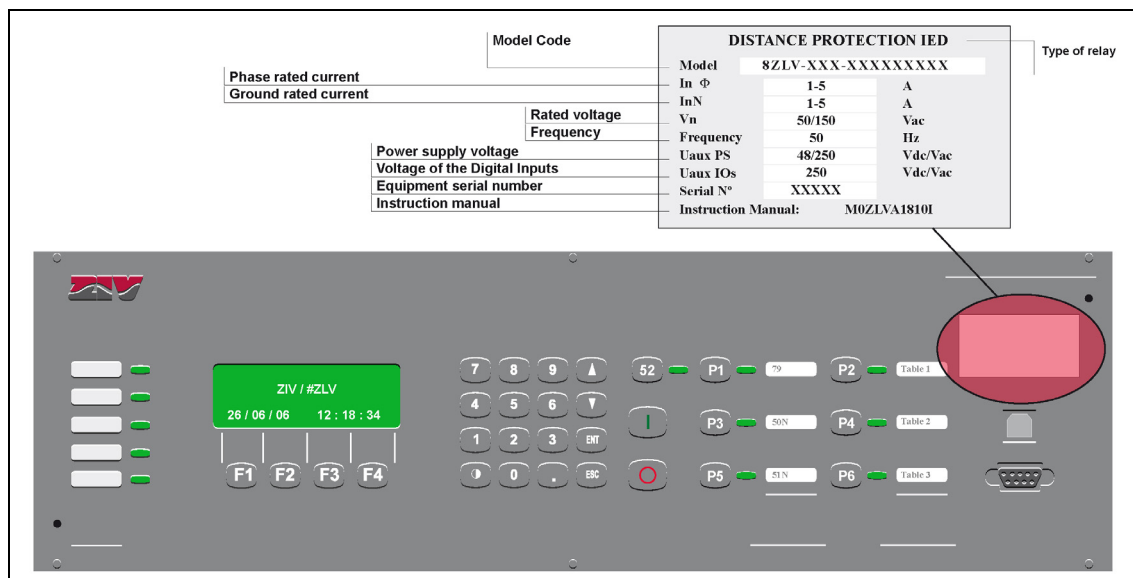 Model Code
Phase rated current
Ground rated current
Rated voltage
Frequency
Power supply voltage
Voltage of the Digital Inputs
Equipment serial number
Instruction manual
DISTANCE PROTECTION IED
Type of relay
Model 8ZLV-XXX-XXXXXXXXX
In Φ 1-5 A
InN 1-5 A
Vn 50/150 Vac
Frequency 50 Hz
Uaux PS 48/250 Vdc/Vac
Uaux IOs 250 Vdc/Vac
Serial Nº XXXXX
Instruction Manual: M0ZLVA1810I
ZIV
ZIV / #ZLV
26 / 06 / 06 12 : 18 : 34
F1 F2 F3 F4
7 8 9
4 5 6
1 2 3 ENT
0 . ESC
52 P1 79 P2 Table 1
I P3 50N P4 Table 2
O P5 51N P6 Table 3